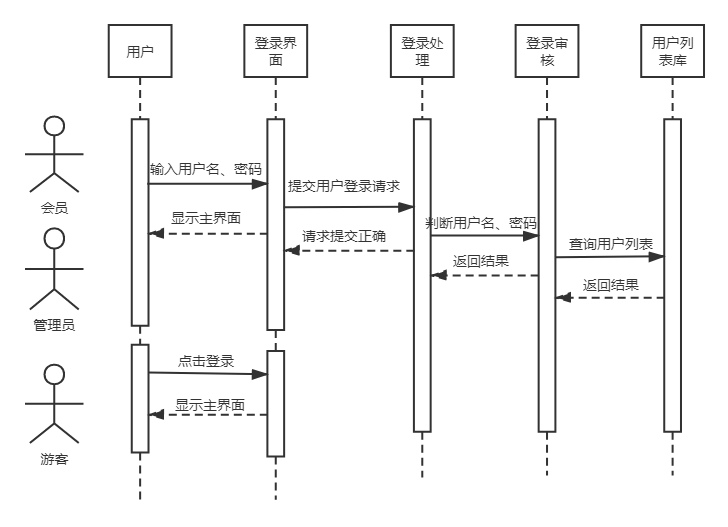 用户
登录界
面
登录处
理
登录审
核
用户列
表库
会员
管理员
游客
输入用户名、密码
提交用户登录请求
显示主界面
请求提交正确
判断用户名、密码
查询用户列表
返回结果
返回结果
点击登录
显示主界面